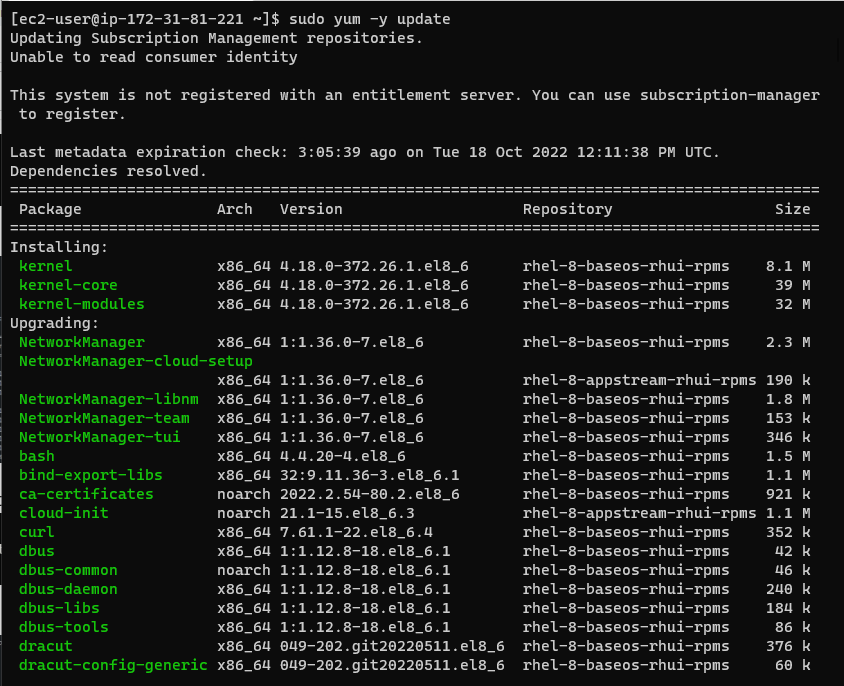 [ec2-user@ip-172-31-81-221 ~]$ sudo yum -y update
Updating Subscription Management repositories.
Unable to read consumer identity

This system is not registered with an entitlement server. You can use subscription-manager
 to register.

Last metadata expiration check: 3:05:39 ago on Tue 18 Oct 2022 12:11:38 PM UTC.
Dependencies resolved.
==========================================================================================
 Package               Arch   Version                    Repository                  Size
==========================================================================================
Installing:
 kernel                x86_64 4.18.0-372.26.1.el8_6      rhel-8-baseos-rhui-rpms    8.1 M
 kernel-core           x86_64 4.18.0-372.26.1.el8_6      rhel-8-baseos-rhui-rpms     39 M
 kernel-modules        x86_64 4.18.0-372.26.1.el8_6      rhel-8-baseos-rhui-rpms     32 M
Upgrading:
 NetworkManager        x86_64 1:1.36.0-7.el8_6           rhel-8-baseos-rhui-rpms    2.3 M
 NetworkManager-cloud-setup
                       x86_64 1:1.36.0-7.el8_6           rhel-8-appstream-rhui-rpms 190 k
 NetworkManager-libnm  x86_64 1:1.36.0-7.el8_6           rhel-8-baseos-rhui-rpms    1.8 M
 NetworkManager-team   x86_64 1:1.36.0-7.el8_6           rhel-8-baseos-rhui-rpms    153 k
 NetworkManager-tui    x86_64 1:1.36.0-7.el8_6           rhel-8-baseos-rhui-rpms    346 k
 bash                  x86_64 4.4.20-4.el8_6             rhel-8-baseos-rhui-rpms    1.5 M
 bind-export-libs      x86_64 32:9.11.36-3.el8_6.1       rhel-8-baseos-rhui-rpms    1.1 M
 ca-certificates       noarch 2022.2.54-80.2.el8_6       rhel-8-baseos-rhui-rpms    921 k
 cloud-init            noarch 21.1-15.el8_6.3            rhel-8-appstream-rhui-rpms 1.1 M
 curl                  x86_64 7.61.1-22.el8_6.4          rhel-8-baseos-rhui-rpms    352 k
 dbus                  x86_64 1:1.12.8-18.el8_6.1        rhel-8-baseos-rhui-rpms     42 k
 dbus-common           noarch 1:1.12.8-18.el8_6.1        rhel-8-baseos-rhui-rpms     46 k
 dbus-daemon           x86_64 1:1.12.8-18.el8_6.1        rhel-8-baseos-rhui-rpms    240 k
 dbus-libs             x86_64 1:1.12.8-18.el8_6.1        rhel-8-baseos-rhui-rpms    184 k
 dbus-tools            x86_64 1:1.12.8-18.el8_6.1        rhel-8-baseos-rhui-rpms     86 k
 dracut                x86_64 049-202.git20220511.el8_6  rhel-8-baseos-rhui-rpms    376 k
 dracut-config-generic x86_64 049-202.git20220511.el8_6  rhel-8-baseos-rhui-rpms     60 k